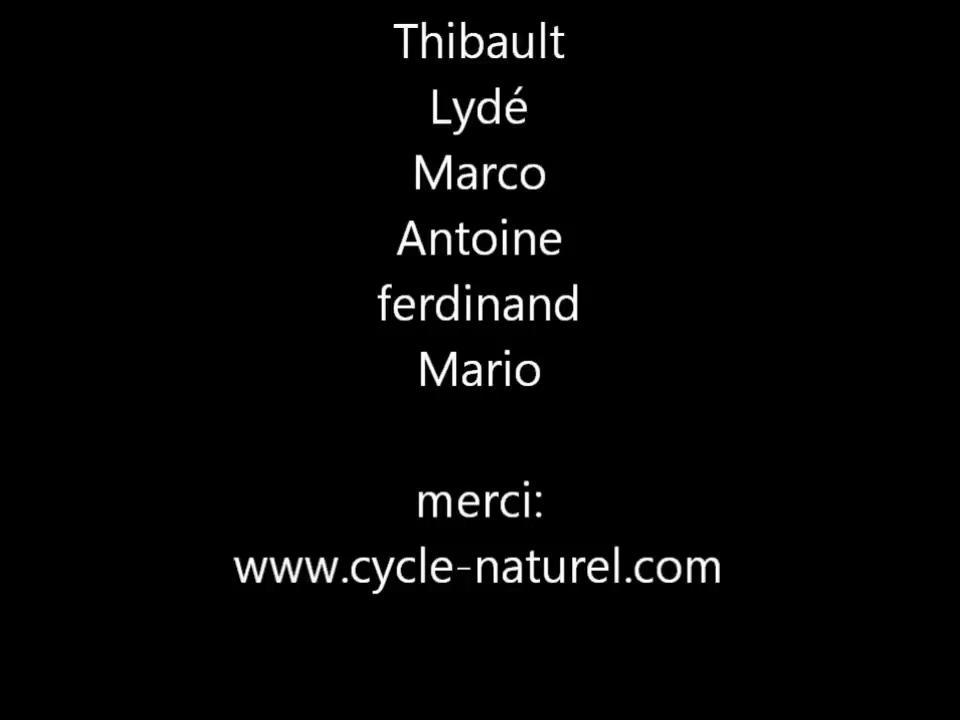 Thibault
Lydé
Marco
Antoine
ferdinand
Mario
merci:
www.cycle-naturel.com